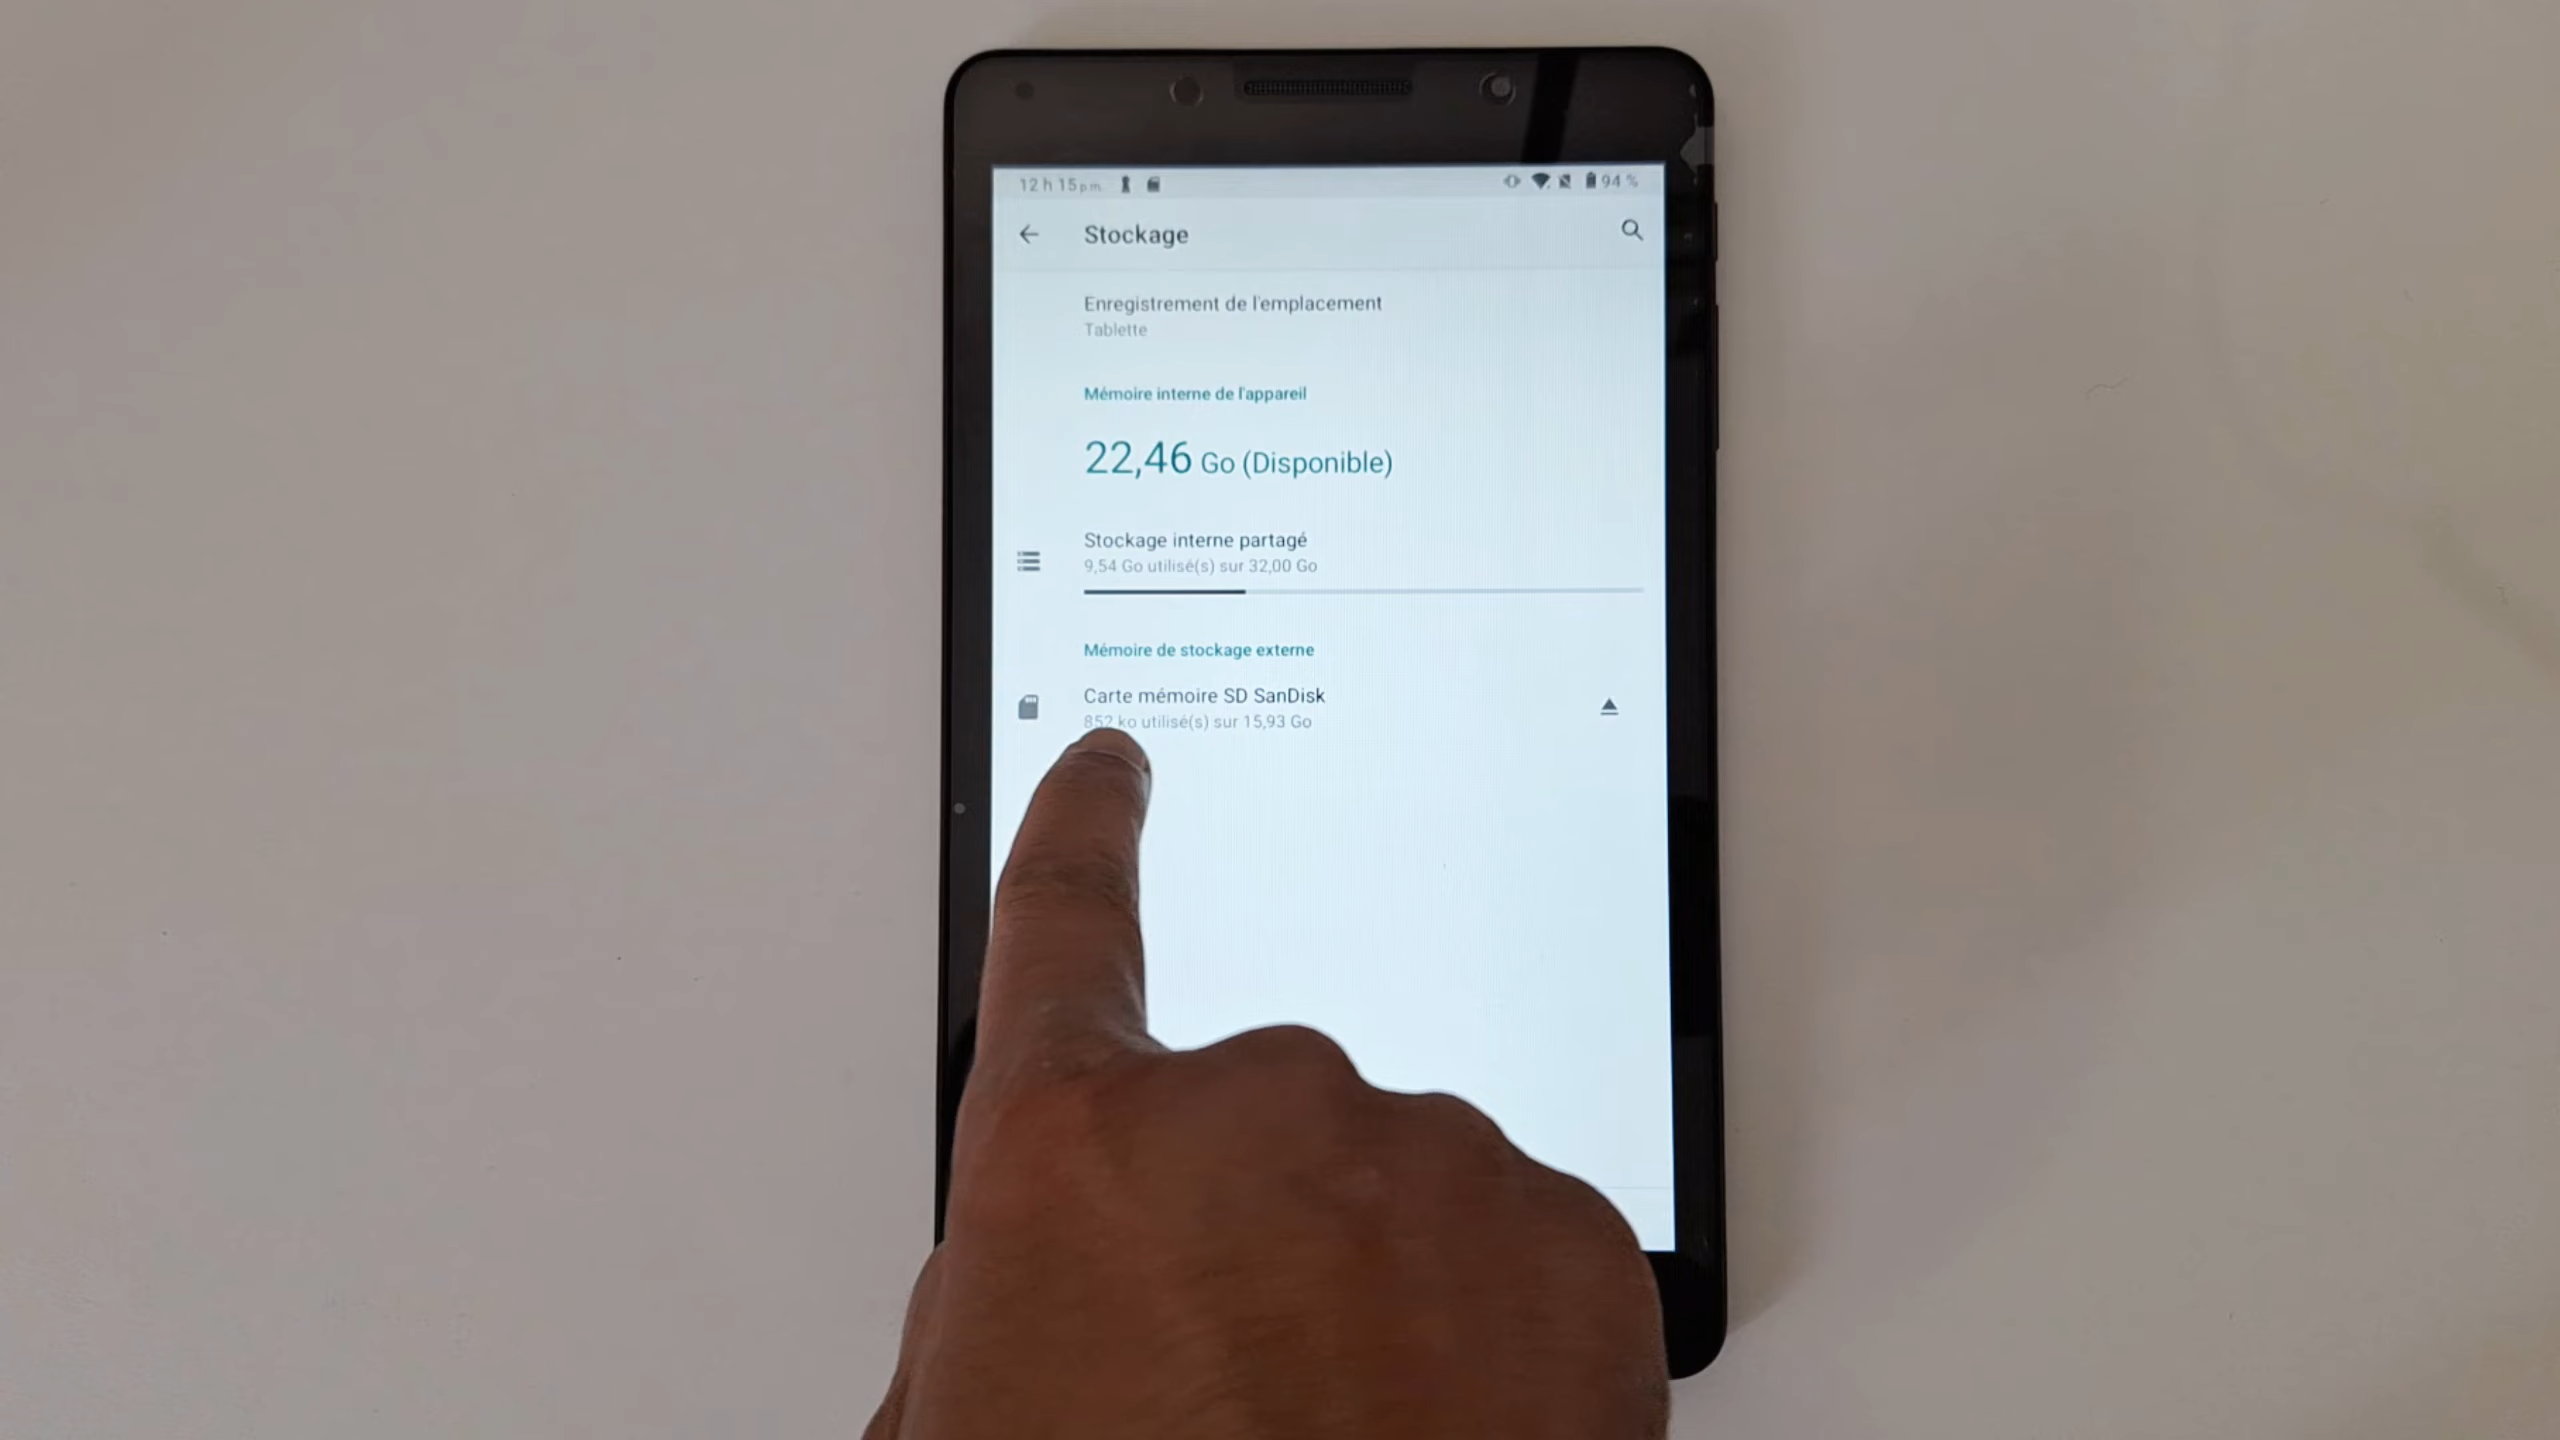 12 h 15 p.m. 94 %
Stockage
Enregistrement de l'emplacement
Tablette
Mémoire interne de l'appareil
22,46 Go (Disponible)
Stockage interne partagé
9,54 Go utilisé(s) sur 32,00 Go
Mémoire de stockage externe
Carte mémoire SD SanDisk
852 ko utilisé(s) sur 15,93 Go